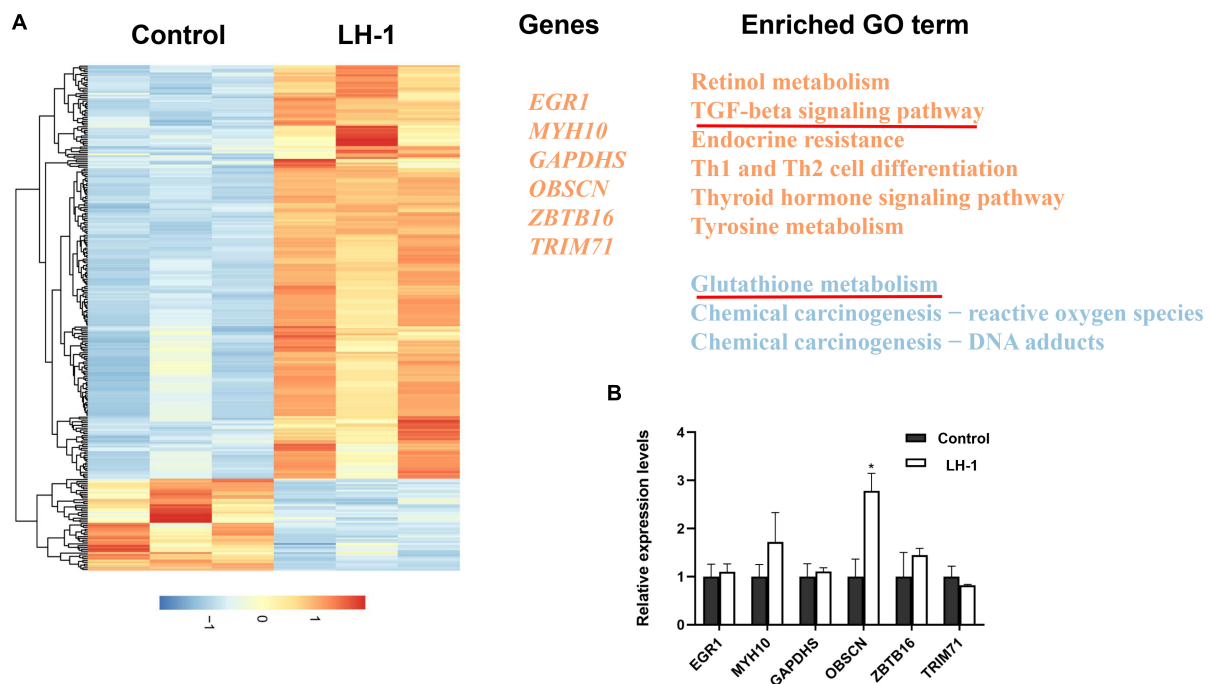 A
Control
LH-1
Genes
Enriched GO term
EGR1
MYH10
GAPDHS
OBSCN
ZBTB16
TRIM71
Retinol metabolism
TGF-beta signaling pathway
Endocrine resistance
Th1 and Th2 cell differentiation
Thyroid hormone signaling pathway
Tyrosine metabolism
Glutathione metabolism
Chemical carcinogenesis − reactive oxygen species
Chemical carcinogenesis − DNA adducts
−1
0
1
B
Relative expression levels
4
3
2
1
0
*
Control
LH-1
EGR1
MYH10
GAPDHS
OBSCN
ZBTB16
TRIM71